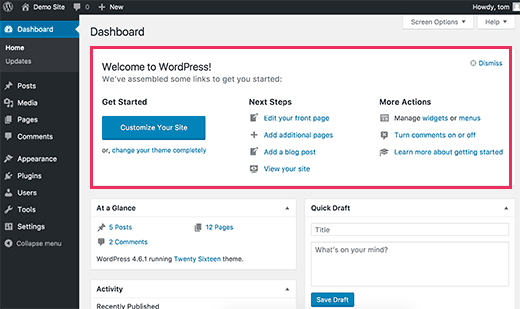 Demo Site 0 + New Howdy, tom
Dashboard
Home
Updates
Posts
Media
Pages
Comments
Appearance
Plugins
Users
Tools
Settings
Collapse menu
Dashboard
Screen Options
Help
Welcome to WordPress!
We've assembled some links to get you started:
Dismiss
Get Started
Customize Your Site
or, change your theme completely
Next Steps
Edit your front page
Add additional pages
Add a blog post
View your site
More Actions
Manage widgets or menus
Turn comments on or off
Learn more about getting started
At a Glance
5 Posts
12 Pages
2 Comments
WordPress 4.6.1 running Twenty Sixteen theme.
Activity
Recently Published
Quick Draft
Title
What's on your mind?
Save Draft